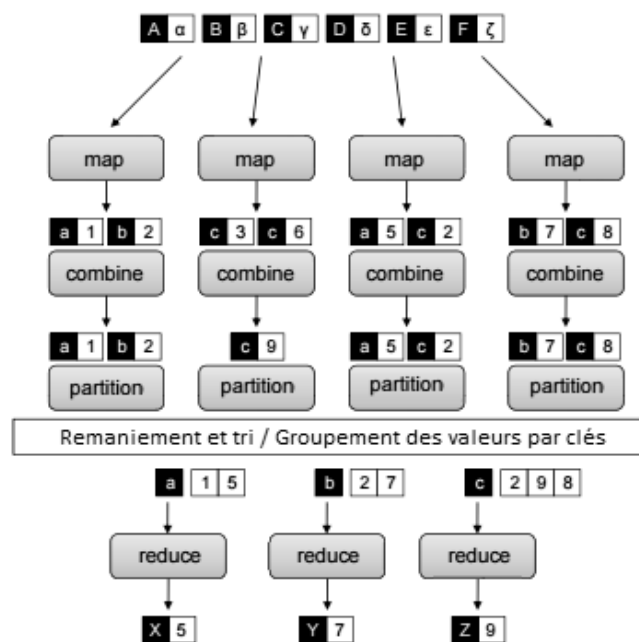 A α B β C γ D δ E ε F ζ
map map map map
a 1 b 2 c 3 c 6 a 5 c 2 b 7 c 8
combine combine combine combine
a 1 b 2 c 9 a 5 c 2 b 7 c 8
partition partition partition partition
Remaniement et tri / Groupement des valeurs par clés
a 1 5 b 2 7 c 2 9 8
reduce reduce reduce
X 5 Y 7 Z 9